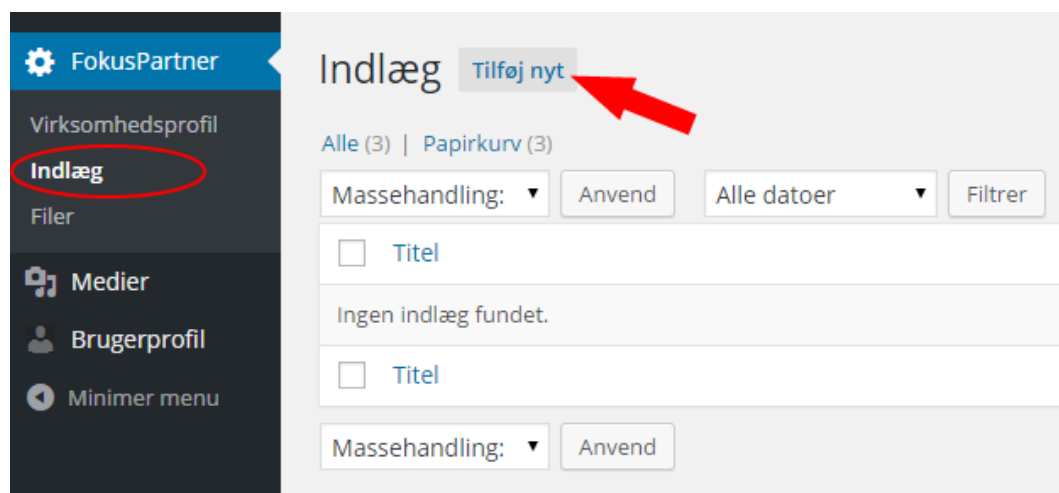 FokusPartner
Virksomhedsprofil
Indlæg
Filer
Medier
Brugerprofil
Minimer menu
Indlæg Tilføj nyt
Alle (3) | Papirkurv (3)
Massehandling: Anvend Alle datoer Filtrer
Titel
Ingen indlæg fundet.
Titel
Massehandling: Anvend